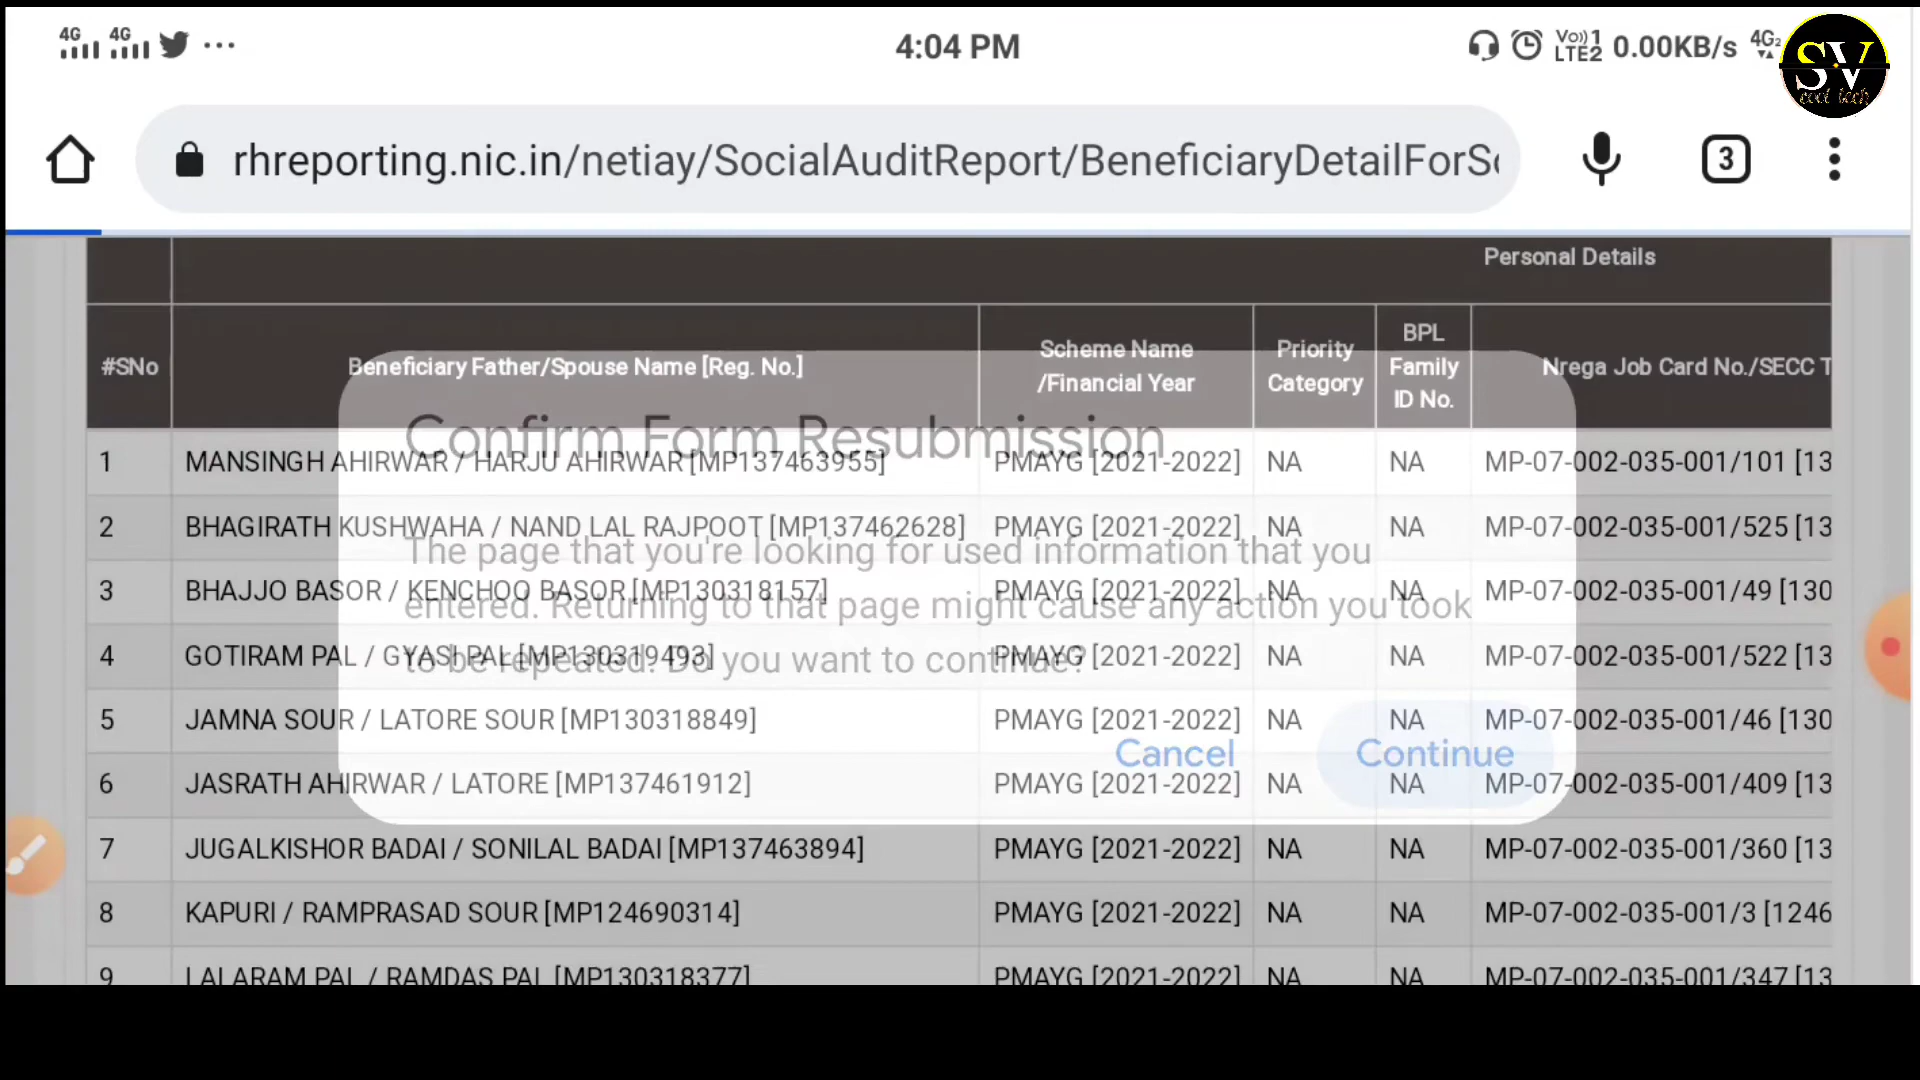 4G 4G ... 4:04 PM Vo)) 1 LTE2 0.00KB/s 4G2
SV
cool tech
rhreporting.nic.in/netiay/SocialAuditReport/BeneficiaryDetailForSo
3
Personal Details
#SNo Beneficiary Father/Spouse Name [Reg. No.] Scheme Name /Financial Year Priority Category BPL Family ID No. Nrega Job Card No./SECC T
1 MANSINGH AHIRWAR / HARJU AHIRWAR [MP137463955] PMAYG [2021-2022] NA NA MP-07-002-035-001/101 [13
2 BHAGIRATH KUSHWAHA / NAND LAL RAJPOOT [MP137462628] PMAYG [2021-2022] NA NA MP-07-002-035-001/525 [13
3 BHAJJO BASOR / KENCHOO BASOR [MP130318157] PMAYG [2021-2022] NA NA MP-07-002-035-001/49 [130
4 GOTIRAM PAL / GYASI PAL [MP130319493] PMAYG [2021-2022] NA NA MP-07-002-035-001/522 [13
5 JAMNA SOUR / LATORE SOUR [MP130318849] PMAYG [2021-2022] NA NA MP-07-002-035-001/46 [130
6 JASRATH AHIRWAR / LATORE [MP137461912] PMAYG [2021-2022] NA NA MP-07-002-035-001/409 [13
7 JUGALKISHOR BADAI / SONILAL BADAI [MP137463894] PMAYG [2021-2022] NA NA MP-07-002-035-001/360 [13
8 KAPURI / RAMPRASAD SOUR [MP124690314] PMAYG [2021-2022] NA NA MP-07-002-035-001/3 [1246
9 LALARAM PAL / RAMDAS PAL [MP130318377] PMAYG [2021-2022] NA NA MP-07-002-035-001/347 [13
Confirm Form Resubmission
The page that you're looking for used information that you
entered. Returning to that page might cause any action you took
to be repeated. Do you want to continue?
Cancel Continue